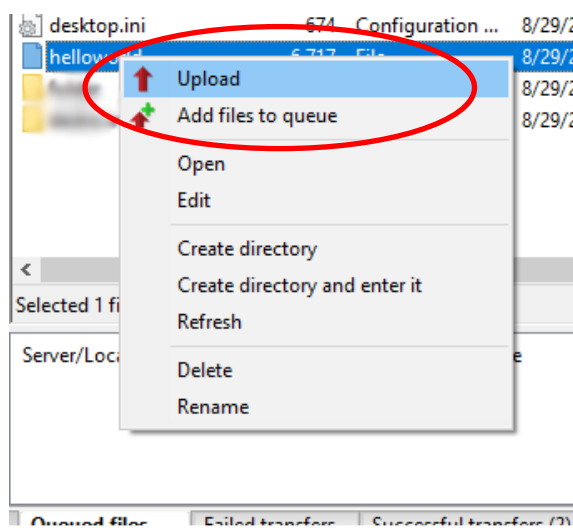 desktop.ini 674 Configuration ... 8/29/2
hellowo 6,717 File 8/29/2
8/29/2
8/29/2
Upload
Add files to queue
Open
Edit
Create directory
Create directory and enter it
Refresh
Delete
Rename
<
Selected 1 fi
Server/Loca e
Queued files Failed transfers Successful transfers (2)